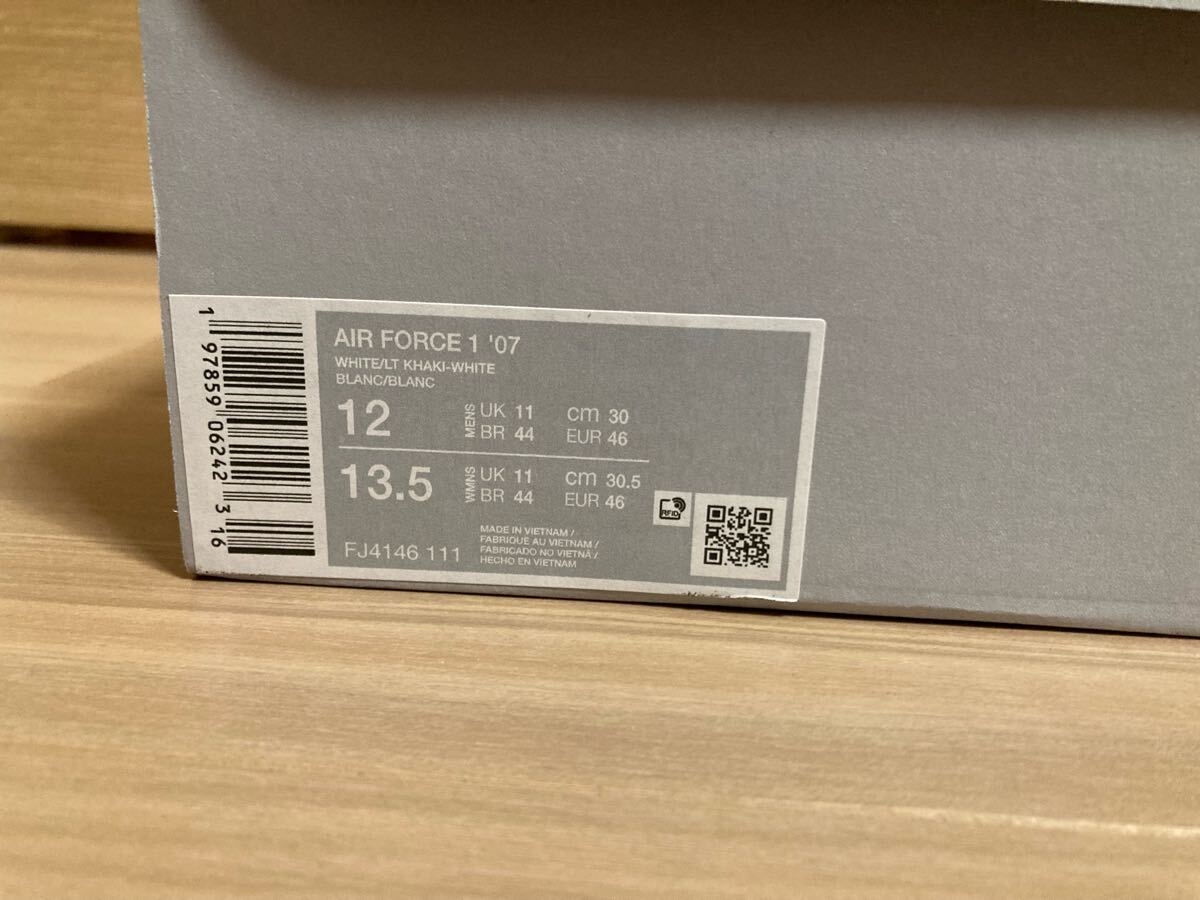 1 97859 06242 3 16
AIR FORCE 1 '07
WHITE/LT KHAKI-WHITE
BLANC/BLANC
12 MENS UK 11 cm 30
BR 44 EUR 46
13.5 WMNS UK 11 cm 30.5
BR 44 EUR 46
RFID
FJ4146 111
MADE IN VIETNAM /
FABRIQUE AU VIETNAM /
FABRICADO NO VIETNÃ /
HECHO EN VIETNAM